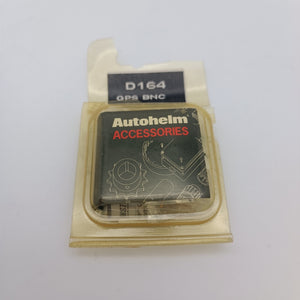 D164
GPS BNC
Autohelm
ACCESSORIES